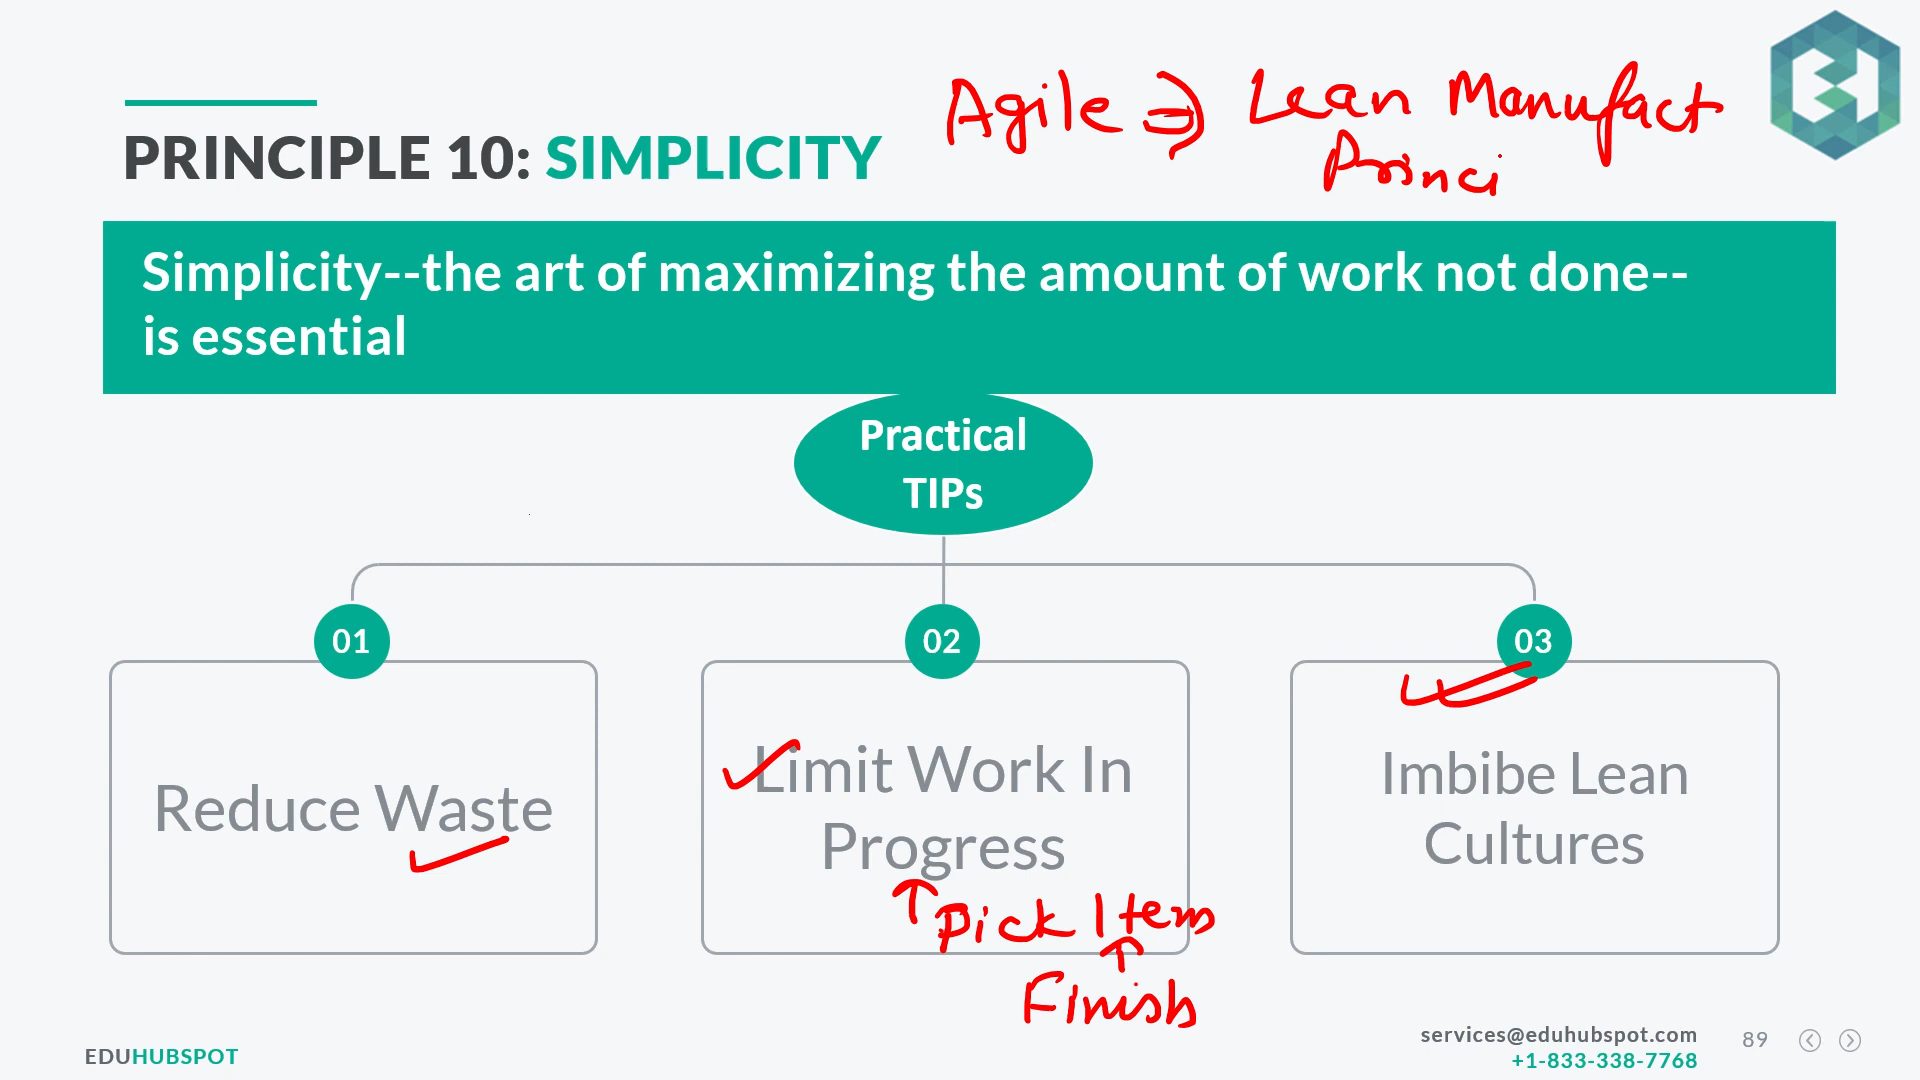 Agile ⇒ Lean Manufact
Princi
PRINCIPLE 10: SIMPLICITY
Simplicity--the art of maximizing the amount of work not done--
is essential
Practical
TIPs
01
02
03
Reduce Waste
Limit Work In
Progress
Imbibe Lean
Cultures
↑ Pick Item
↑
Finish
EDUHUBSPOT
services@eduhubspot.com
+1-833-338-7768
89